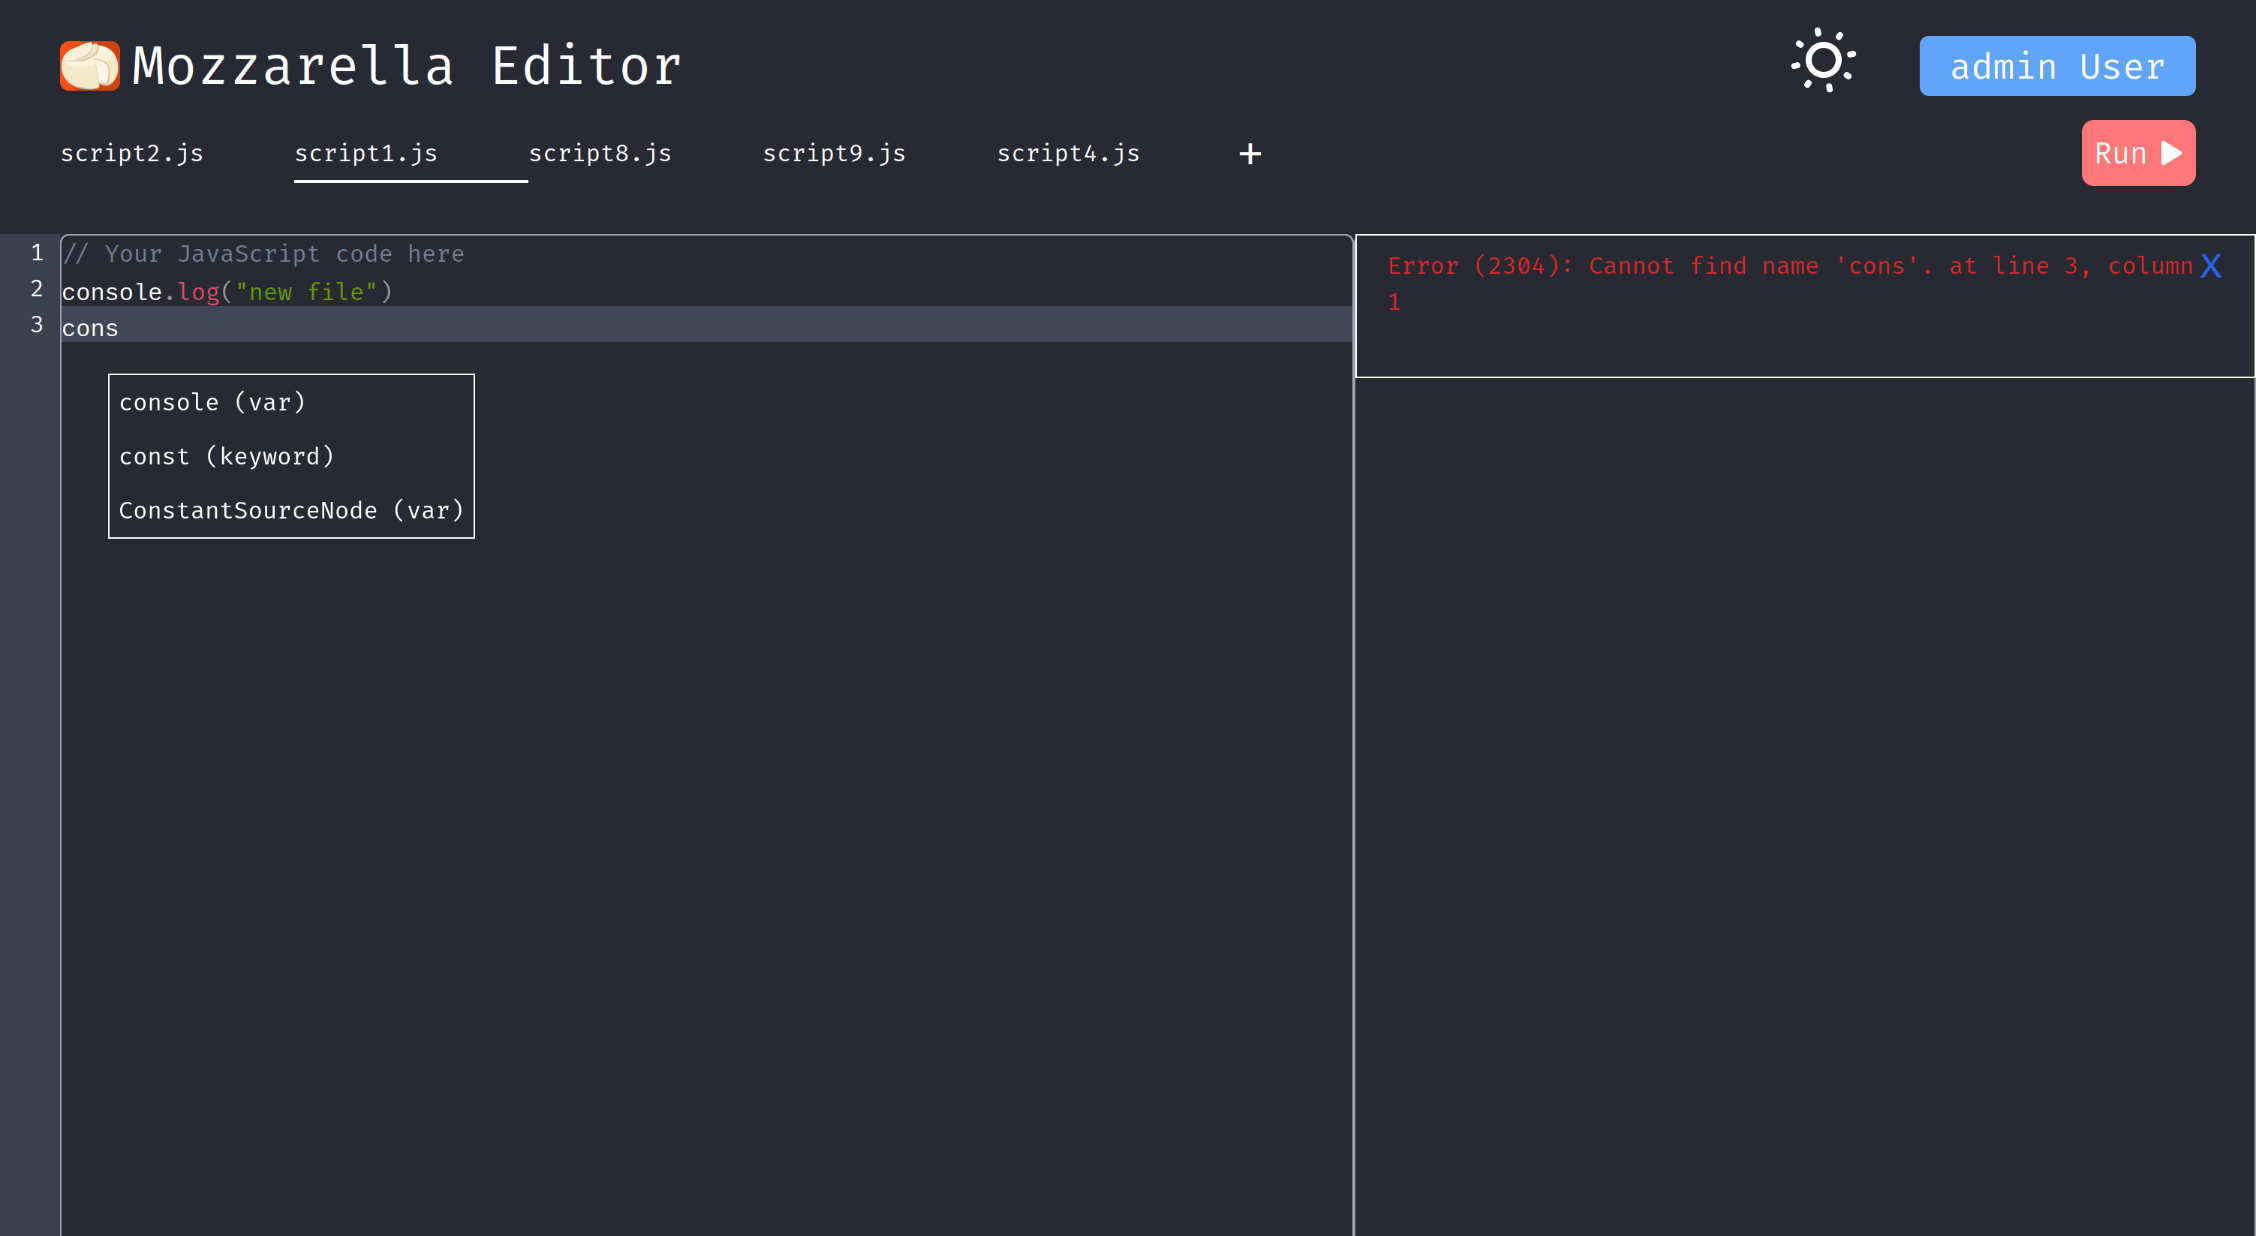 Mozzarella Editor
admin User
script2.js script1.js script8.js script9.js script4.js +
Run
1 // Your JavaScript code here
2 console.log("new file")
3 cons
console (var)
const (keyword)
ConstantSourceNode (var)
Error (2304): Cannot find name 'cons'. at line 3, column X
1